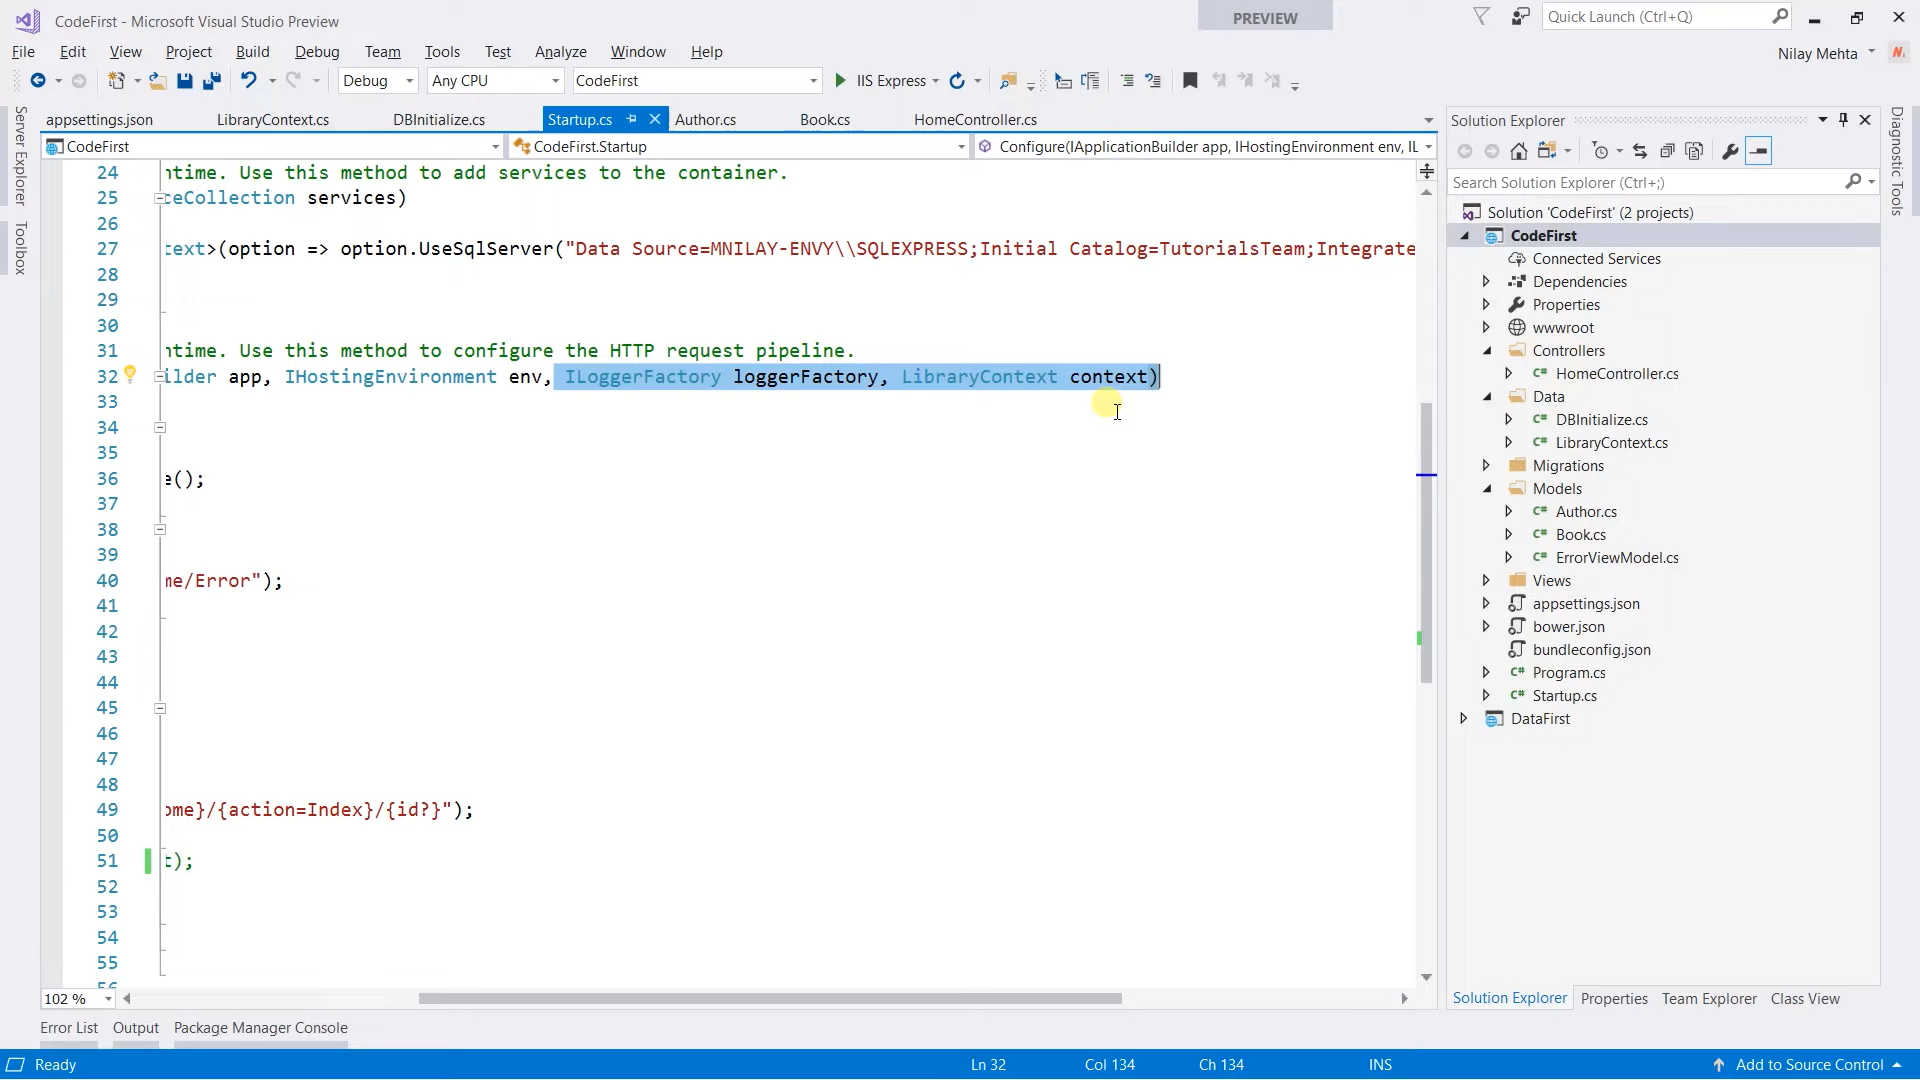 CodeFirst - Microsoft Visual Studio Preview
PREVIEW
Quick Launch (Ctrl+Q)
File Edit View Project Build Debug Team Tools Test Analyze Window Help
Nilay Mehta
Debug Any CPU CodeFirst IIS Express
Server Explorer
Toolbox
appsettings.json LibraryContext.cs DBInitialize.cs Startup.cs Author.cs Book.cs HomeController.cs
CodeFirst CodeFirst.Startup Configure(IApplicationBuilder app, IHostingEnvironment env, IL
24 ntime. Use this method to add services to the container.
25 ceCollection services)
26
27 text>(option => option.UseSqlServer("Data Source=MNILAY-ENVY\\SQLEXPRESS;Initial Catalog=TutorialsTeam;Integrate
28
29
30
31 ntime. Use this method to configure the HTTP request pipeline.
32 ilder app, IHostingEnvironment env, ILoggerFactory loggerFactory, LibraryContext context)
33
34
35
36 e();
37
38
39
40 me/Error");
41
42
43
44
45
46
47
48
49 ome}/{action=Index}/{id?}");
50
51 t);
52
53
54
55
56
102 %
Solution Explorer
Search Solution Explorer (Ctrl+;)
Solution 'CodeFirst' (2 projects)
CodeFirst
Connected Services
Dependencies
Properties
wwwroot
Controllers
C# HomeController.cs
Data
C# DBInitialize.cs
C# LibraryContext.cs
Migrations
Models
C# Author.cs
C# Book.cs
C# ErrorViewModel.cs
Views
appsettings.json
bower.json
bundleconfig.json
C# Program.cs
C# Startup.cs
DataFirst
Solution Explorer Properties Team Explorer Class View
Diagnostic Tools
Error List Output Package Manager Console
Ready Ln 32 Col 134 Ch 134 INS Add to Source Control